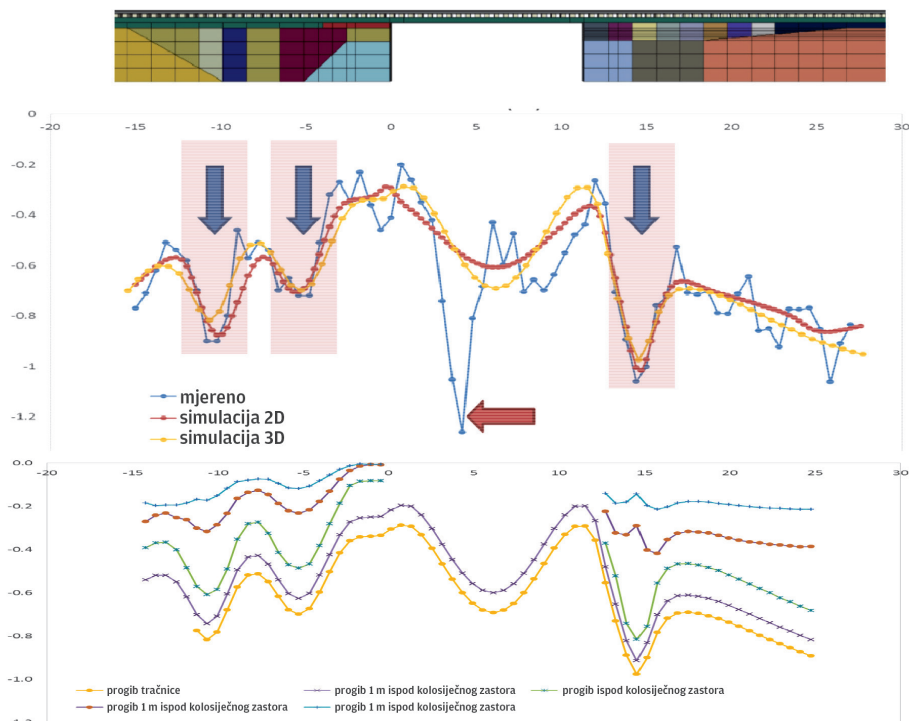 0
-20 -15 -10 -5 0 5 10 15 20 25 30
-0.2
-0.4
-0.6
-0.8
-1
-1.2
mjereno
simulacija 2D
simulacija 3D
0.0
-20 -15 -10 -5 0 5 10 15 20 25 30
-0.2
-0.4
-0.6
-0.8
-1.0
progib tračnice progib 1 m ispod kolosiječnog zastora progib ispod kolosiječnog zastora
progib 1 m ispod kolosiječnog zastora progib 1 m ispod kolosiječnog zastora